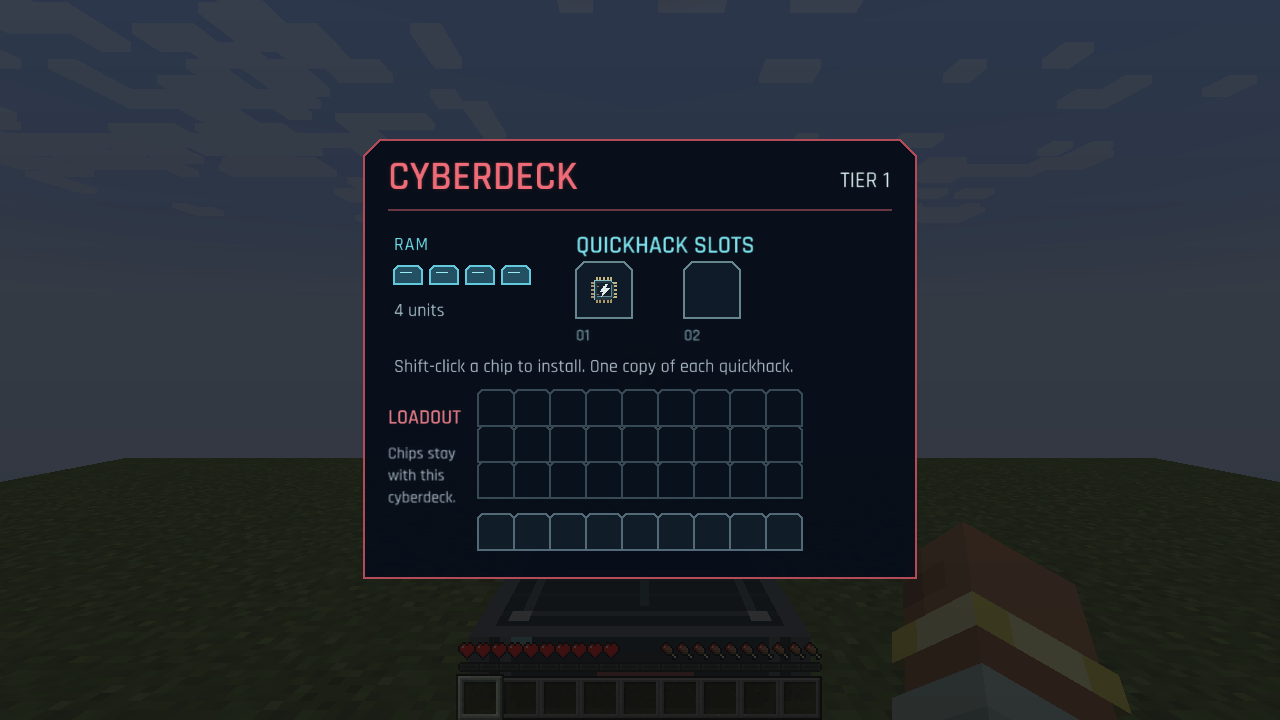 CYBERDECK
TIER 1
RAM
QUICKHACK SLOTS
4 units
01
02
Shift-click a chip to install. One copy of each quickhack.
LOADOUT
Chips stay
with this
cyberdeck.